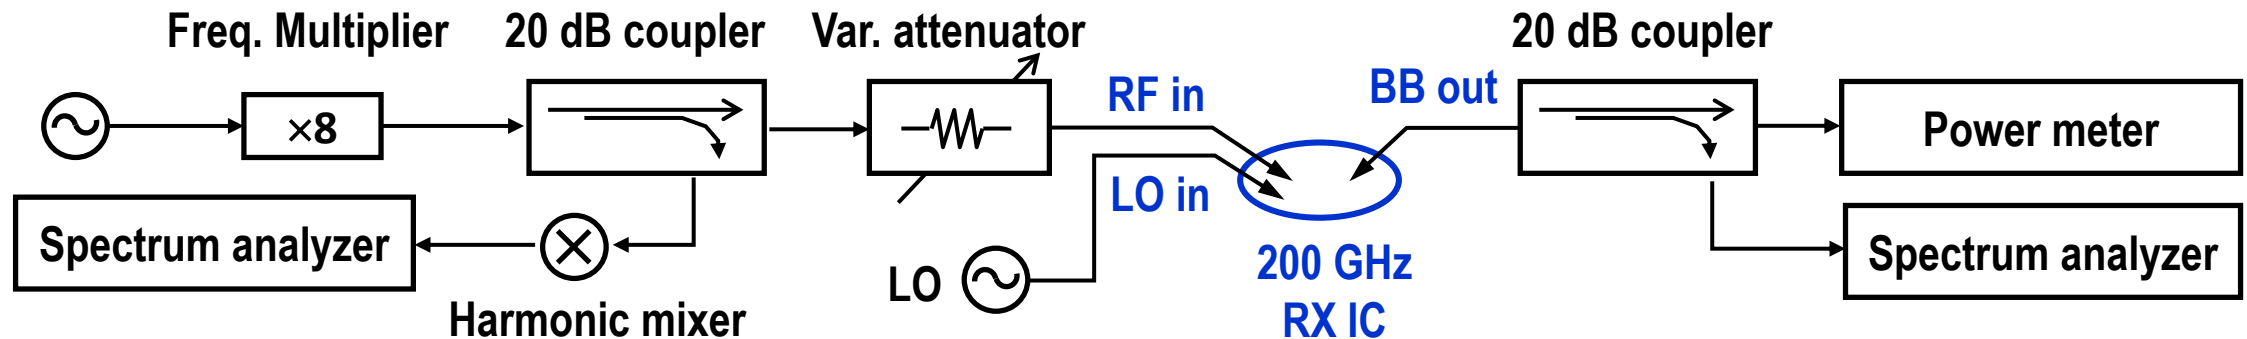 Freq. Multiplier
20 dB coupler
Var. attenuator
20 dB coupler
×8
RF in
BB out
Power meter
LO in
Spectrum analyzer
Harmonic mixer
LO
200 GHz
RX IC
Spectrum analyzer